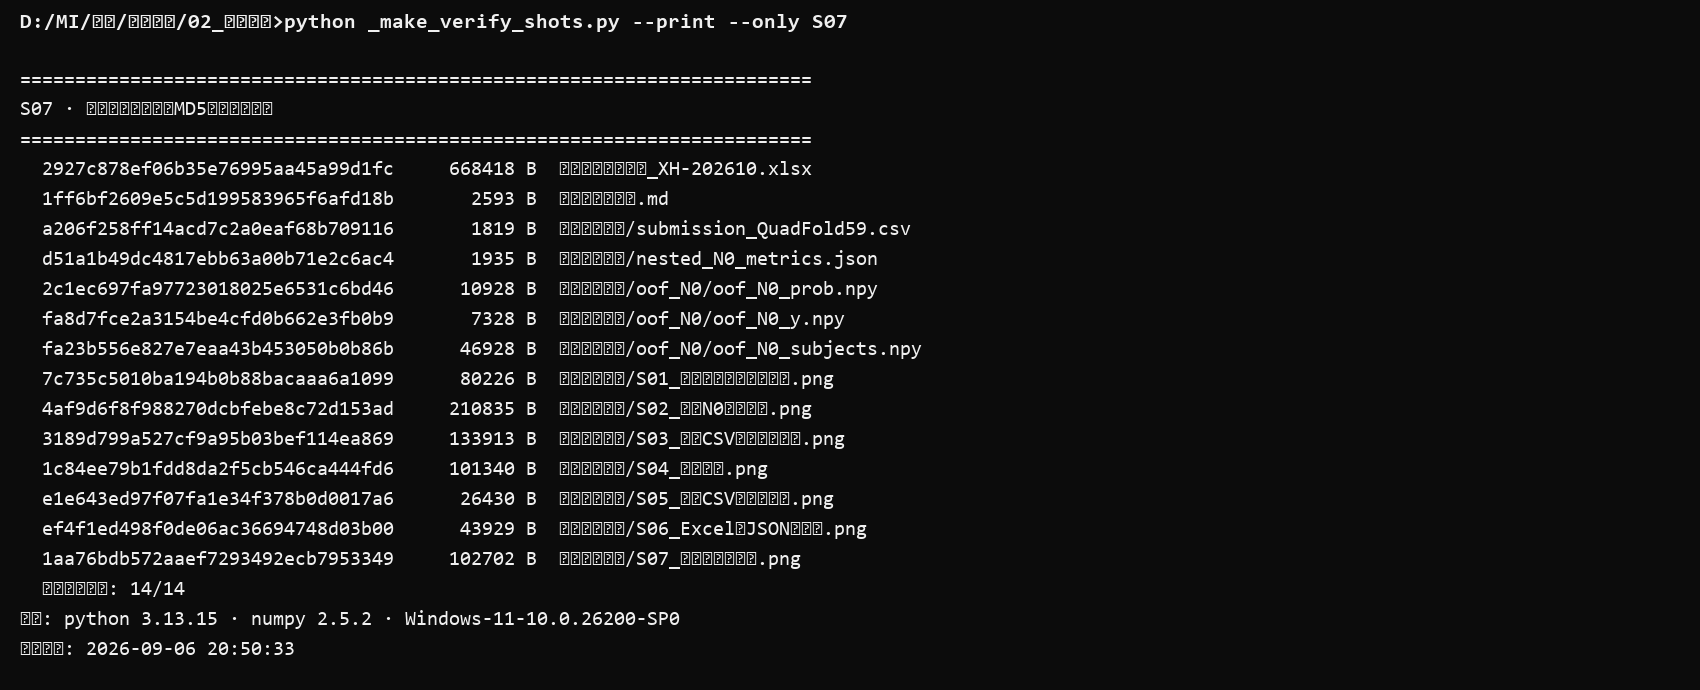 D:/MI/ / /02_ >python _make_verify_shots.py --print --only S07
========================================================================
S07 · MD5
========================================================================
2927c878ef06b35e76995aa45a99d1fc 668418 B _XH-202610.xlsx
1ff6bf2609e5c5d199583965f6afd18b 2593 B .md
a206f258ff14acd7c2a0eaf68b709116 1819 B /submission_QuadFold59.csv
d51a1b49dc4817ebb63a00b71e2c6ac4 1935 B /nested_N0_metrics.json
2c1ec697fa97723018025e6531c6bd46 10928 B /oof_N0/oof_N0_prob.npy
fa8d7fce2a3154be4cfd0b662e3fb0b9 7328 B /oof_N0/oof_N0_y.npy
fa23b556e827e7eaa43b453050b0b86b 46928 B /oof_N0/oof_N0_subjects.npy
7c735c5010ba194b0b88bacaaa6a1099 80226 B /S01_ .png
4af9d6f8f988270dcbfebe8c72d153ad 210835 B /S02_ N0 .png
3189d799a527cf9a95b03bef114ea869 133913 B /S03_ CSV .png
1c84ee79b1fdd8da2f5cb546ca444fd6 101340 B /S04_ .png
e1e643ed97f07fa1e34f378b0d0017a6 26430 B /S05_ CSV .png
ef4f1ed498f0de06ac36694748d03b00 43929 B /S06_Excel JSON .png
1aa76bdb572aaef7293492ecb7953349 102702 B /S07_ .png
: 14/14
: python 3.13.15 · numpy 2.5.2 · Windows-11-10.0.26200-SP0
: 2026-09-06 20:50:33